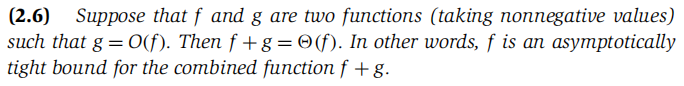 (2.6) Suppose that f and g are two functions (taking nonnegative values)
such that g = O(f). Then f + g = Θ(f). In other words, f is an asymptotically
tight bound for the combined function f + g.